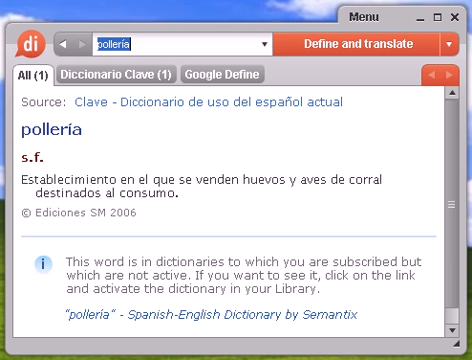 Menu
di
pollería
Define and translate
All (1)
Diccionario Clave (1)
Google Define
Source: Clave - Diccionario de uso del español actual
pollería
s.f.
Establecimiento en el que se venden huevos y aves de corral
destinados al consumo.
© Ediciones SM 2006
i
This word is in dictionaries to which you are subscribed but
which are not active. If you want to see it, click on the link
and activate the dictionary in your Library.
"pollería" - Spanish-English Dictionary by Semantix